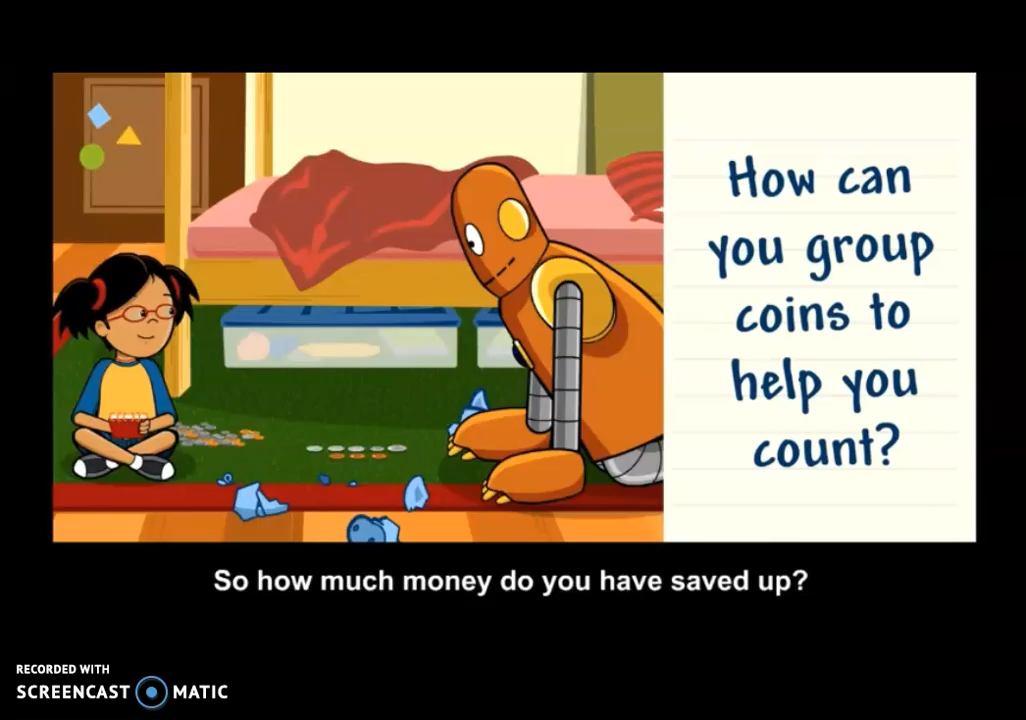 How can
you group
coins to
help you
count?
So how much money do you have saved up?
RECORDED WITH
SCREENCAST MATIC